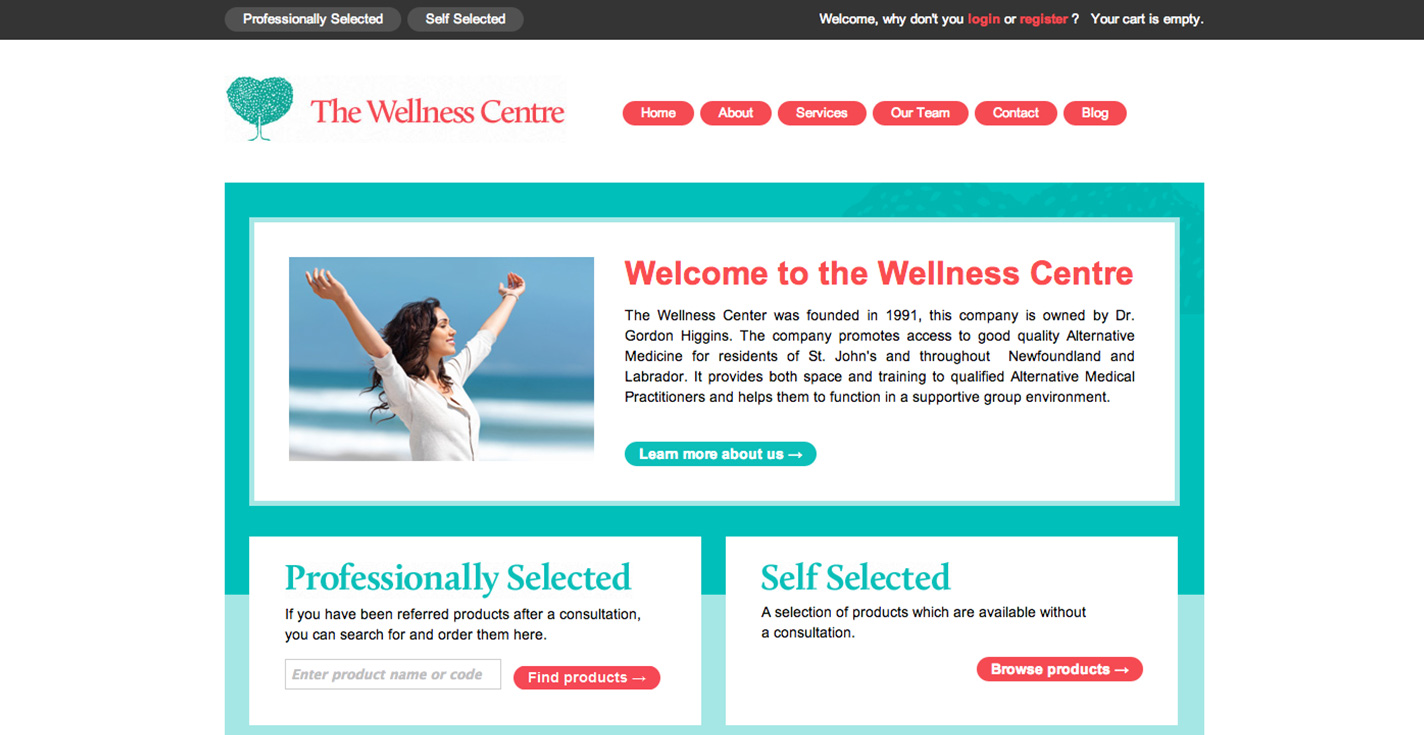 Professionally Selected
Self Selected
Welcome, why don't you login or register ? Your cart is empty.
The Wellness Centre
Home
About
Services
Our Team
Contact
Blog
Welcome to the Wellness Centre
The Wellness Center was founded in 1991, this company is owned by Dr.
Gordon Higgins. The company promotes access to good quality Alternative
Medicine for residents of St. John's and throughout Newfoundland and
Labrador. It provides both space and training to qualified Alternative Medical
Practitioners and helps them to function in a supportive group environment.
Learn more about us →
Professionally Selected
If you have been referred products after a consultation,
you can search for and order them here.
Enter product name or code
Find products →
Self Selected
A selection of products which are available without
a consultation.
Browse products →